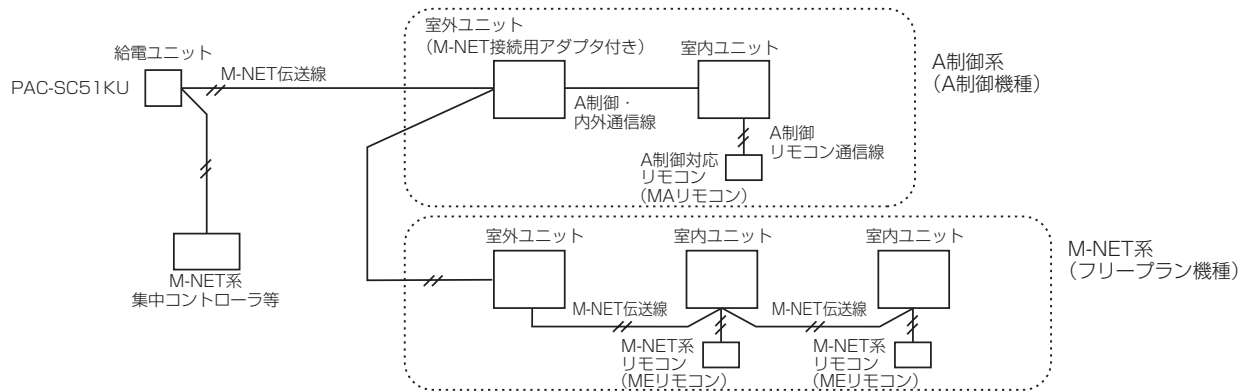 室外ユニット
(M-NET接続用アダプタ付き)
室内ユニット
A制御系
(A制御機種)
給電ユニット
PAC-SC51KU
M-NET伝送線
A制御・
内外通信線
A制御
リモコン通信線
A制御対応
リモコン
(MAリモコン)
M-NET系
集中コントローラ等
室外ユニット
室内ユニット
室内ユニット
M-NET系
(フリープラン機種)
M-NET伝送線
M-NET伝送線
M-NET系
リモコン
(MEリモコン)
M-NET系
リモコン
(MEリモコン)